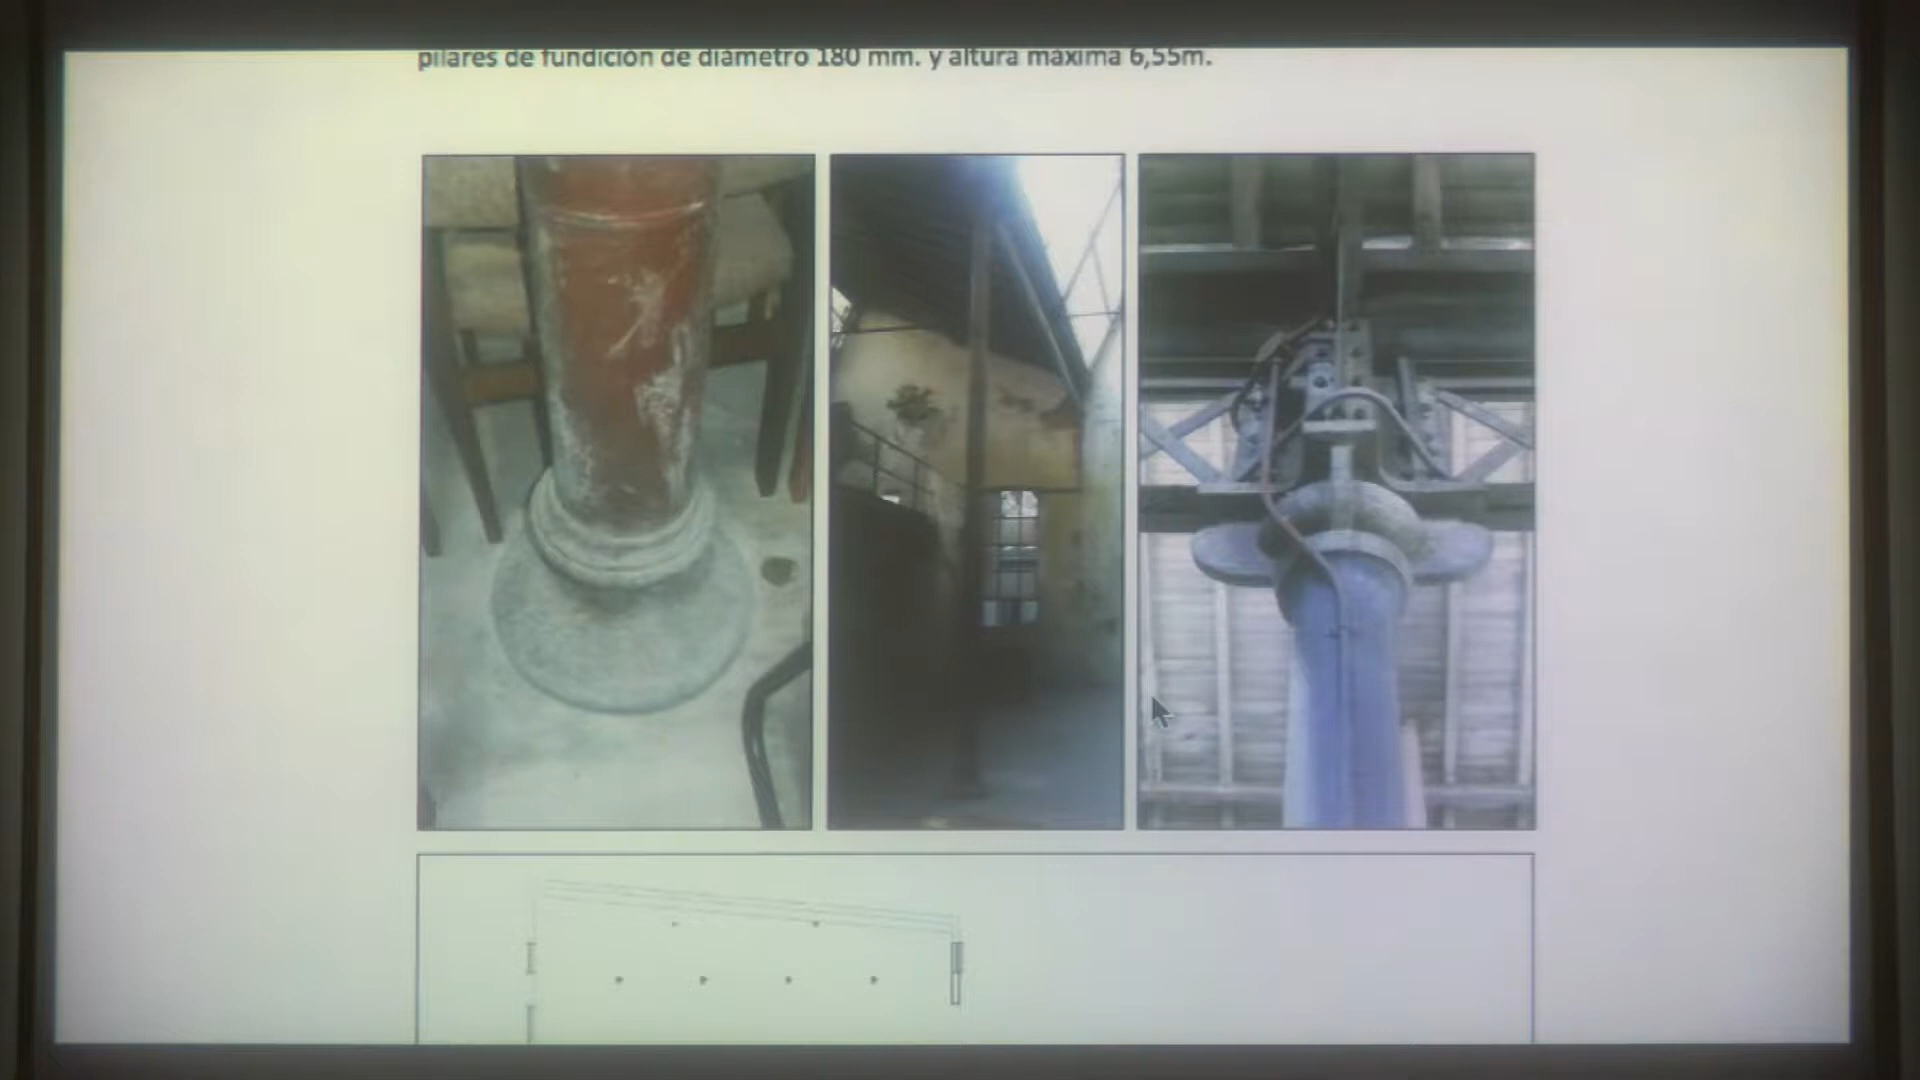 pilares de fundición de diámetro 180 mm. y altura máxima 6,55m.